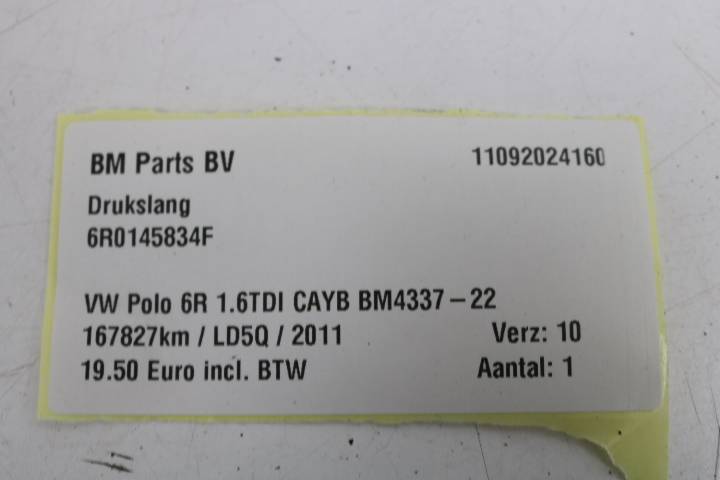 BM Parts BV 11092024160
Drukslang
6R0145834F
VW Polo 6R 1.6TDI CAYB BM4337-22
167827km / LD5Q / 2011 Verz: 10
19.50 Euro incl. BTW Aantal: 1